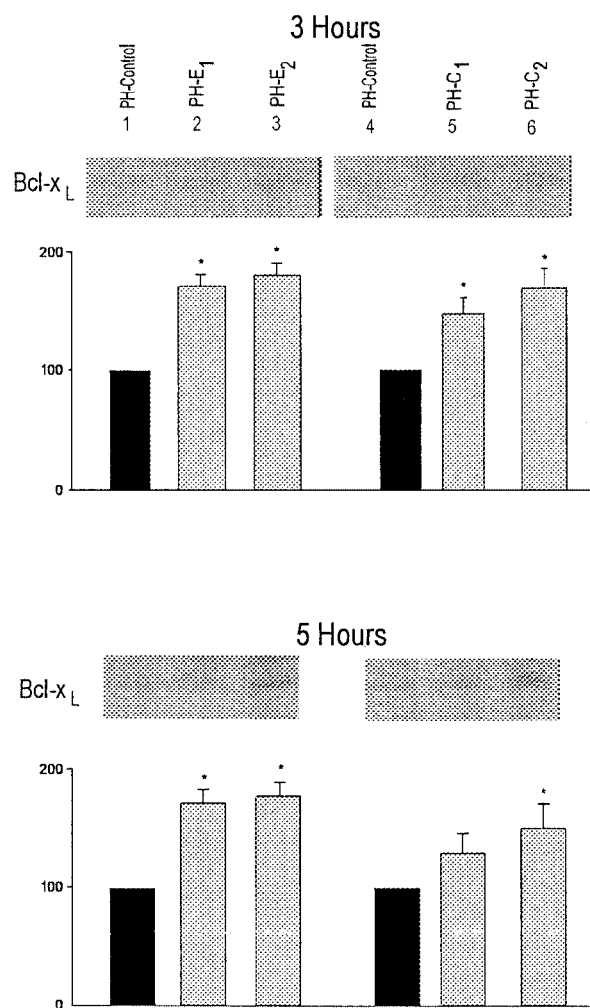 3 Hours
PH-Control
PH-E1
PH-E2
PH-Control
PH-C1
PH-C2
1 2 3 4 5 6
Bcl-xL
200
* * * *
100
0
5 Hours
Bcl-xL
200
* * *
100
0